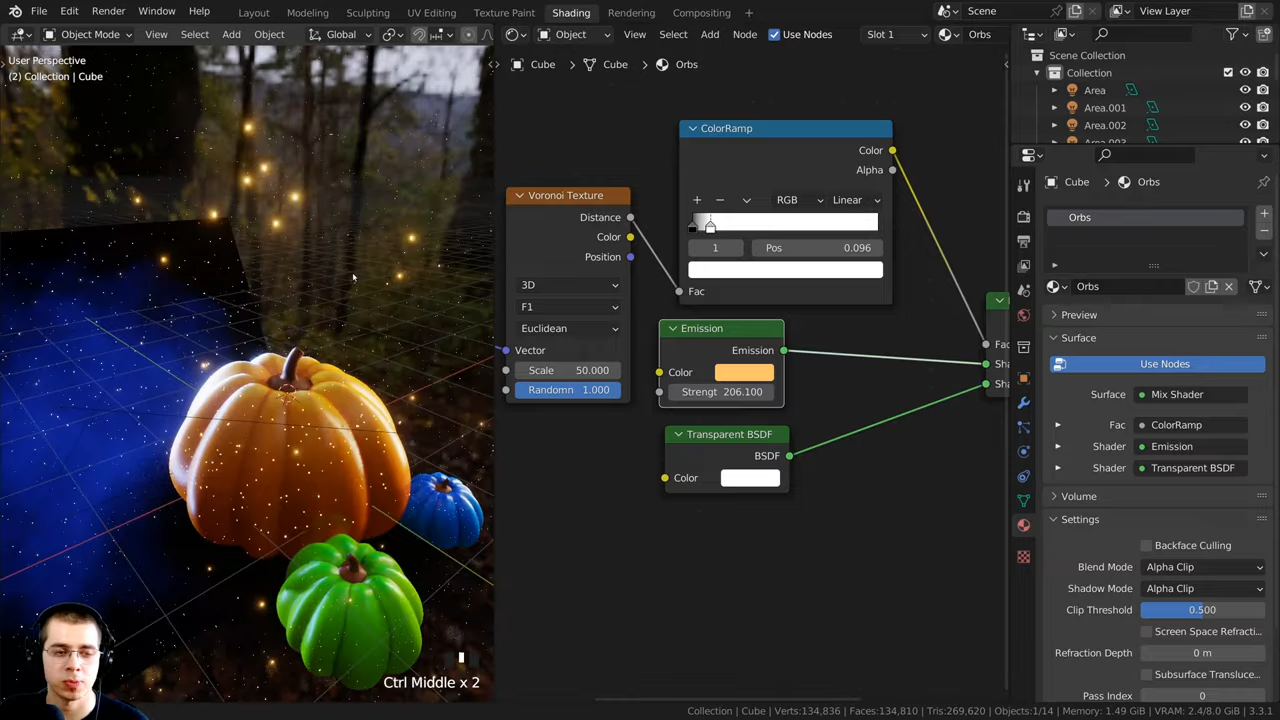 File Edit Render Window Help Layout Modeling Sculpting UV Editing Texture Paint Shading Rendering Compositing Scene View Layer
Object Mode View Select Add Object Global Object View Select Add Node Use Nodes Slot 1 Orbs
User Perspective
(2) Collection | Cube
Cube Cube Orbs
Scene Collection
Collection
Area
Area.001
Area.002
ColorRamp
Color
Alpha
RGB Linear
1 Pos 0.096
Fac
Voronoi Texture
Distance
Color
Position
3D
F1
Euclidean
Vector
Scale 50.000
Randomn 1.000
Emission
Emission
Color
Strengt 206.100
Transparent BSDF
BSDF
Color
Fac
Sha
Sha
Cube Orbs
Orbs
Orbs
Preview
Surface
Use Nodes
Surface Mix Shader
Fac ColorRamp
Shader Emission
Shader Transparent BSDF
Volume
Settings
Backface Culling
Blend Mode Alpha Clip
Shadow Mode Alpha Clip
Clip Threshold 0.500
Screen Space Refracti...
Refraction Depth 0 m
Subsurface Transluce...
Pass Index 0
Ctrl Middle x 2
Collection | Cube Verts:134,836 Faces:134,810 Tris:269,620 Objects:1/14 Memory: 1.49 GiB VRAM: 2.4/8.0 GiB 3.3.1